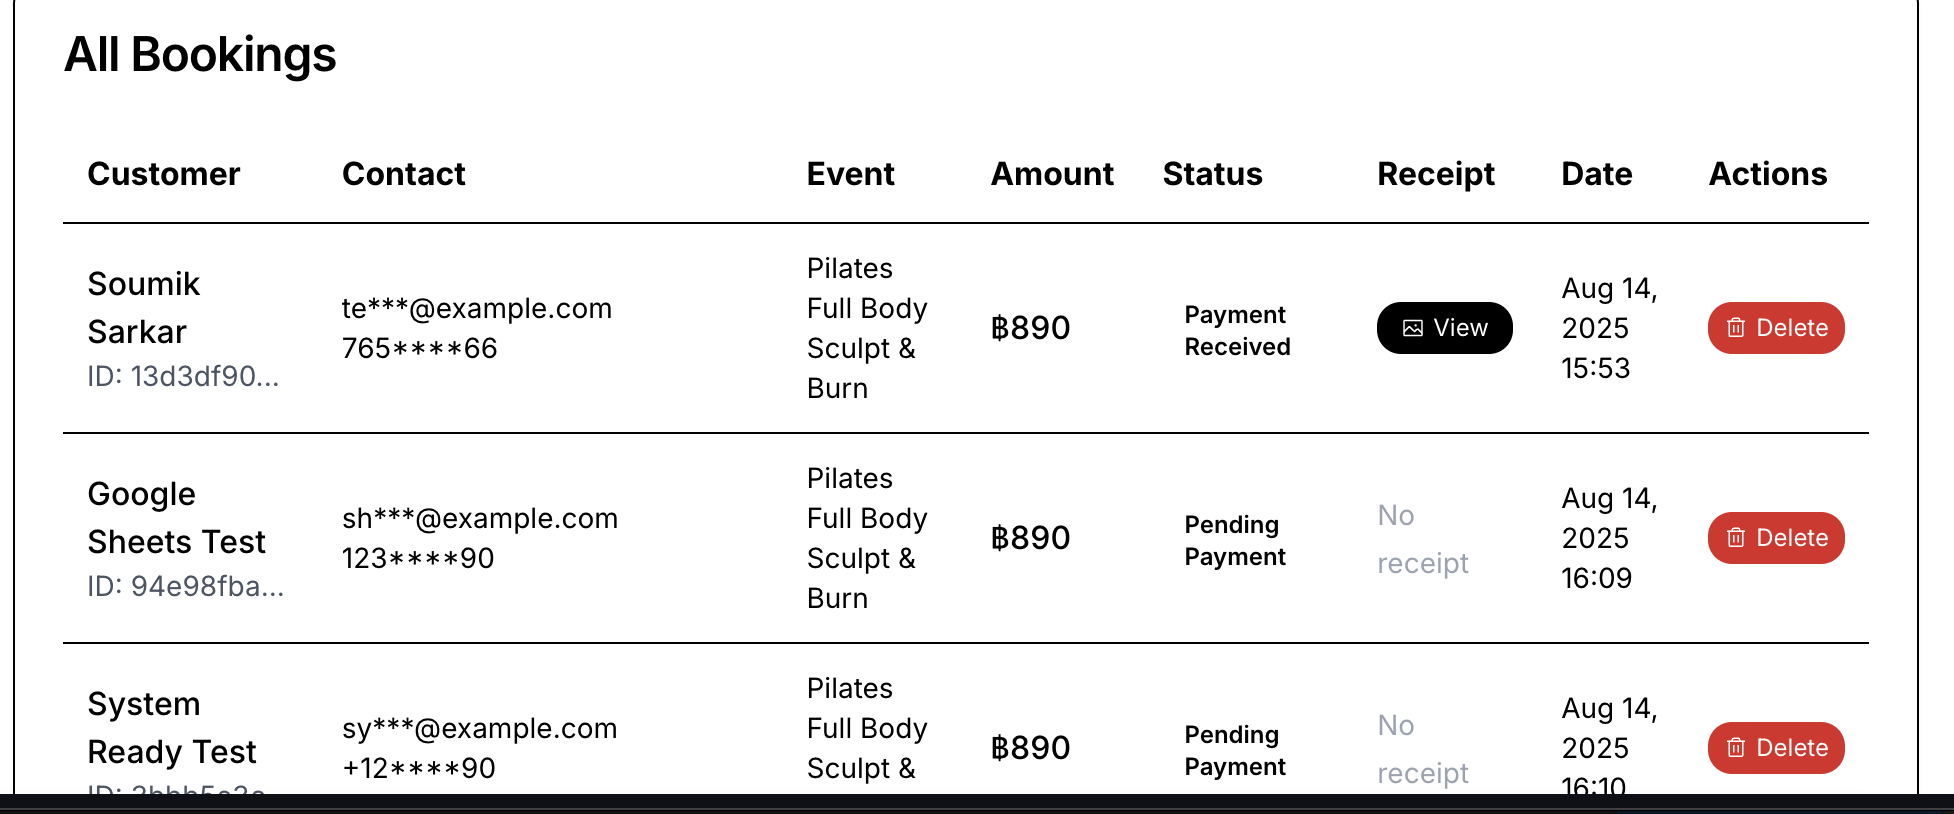 All Bookings
Customer Contact Event Amount Status Receipt Date Actions
Soumik
Sarkar
ID: 13d3df90...
te***@example.com
765****66
Pilates
Full Body
Sculpt &
Burn
฿890
Payment
Received
View
Aug 14,
2025
15:53
Delete
Google
Sheets Test
ID: 94e98fba...
sh***@example.com
123****90
Pilates
Full Body
Sculpt &
Burn
฿890
Pending
Payment
No
receipt
Aug 14,
2025
16:09
Delete
System
Ready Test
ID:
sy***@example.com
+12****90
Pilates
Full Body
Sculpt &
฿890
Pending
Payment
No
receipt
Aug 14,
2025
16:10
Delete